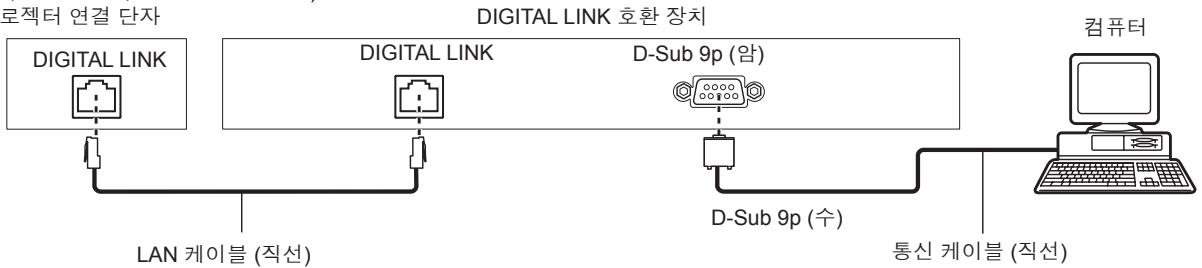 로젝터 연결 단자
DIGITAL LINK 호환 장치
컴퓨터
DIGITAL LINK
DIGITAL LINK
D-Sub 9p (암)
D-Sub 9p (수)
LAN 케이블 (직선)
통신 케이블 (직선)